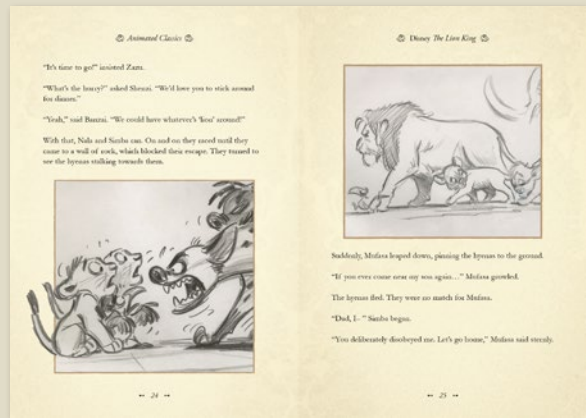 Animated Classics
"It's time to go!" insisted Zazu.
"What's the hurry?" asked Shenzi. "We'd love you to stick around
for dinner."
"Yeah," said Banzai. "We could have whatever's 'lion' around!"
With that, Nala and Simba ran. On and on they raced until they
came to a wall of rock, which blocked their escape. They turned to
see the hyenas stalking towards them.
24
Disney The Lion King
Suddenly, Mufasa leaped down, pinning the hyenas to the ground.
"If you ever come near my son again…" Mufasa growled.
The hyenas fled. They were no match for Mufasa.
"Dad, I– " Simba began.
"You deliberately disobeyed me. Let's go home," Mufasa said sternly.
25